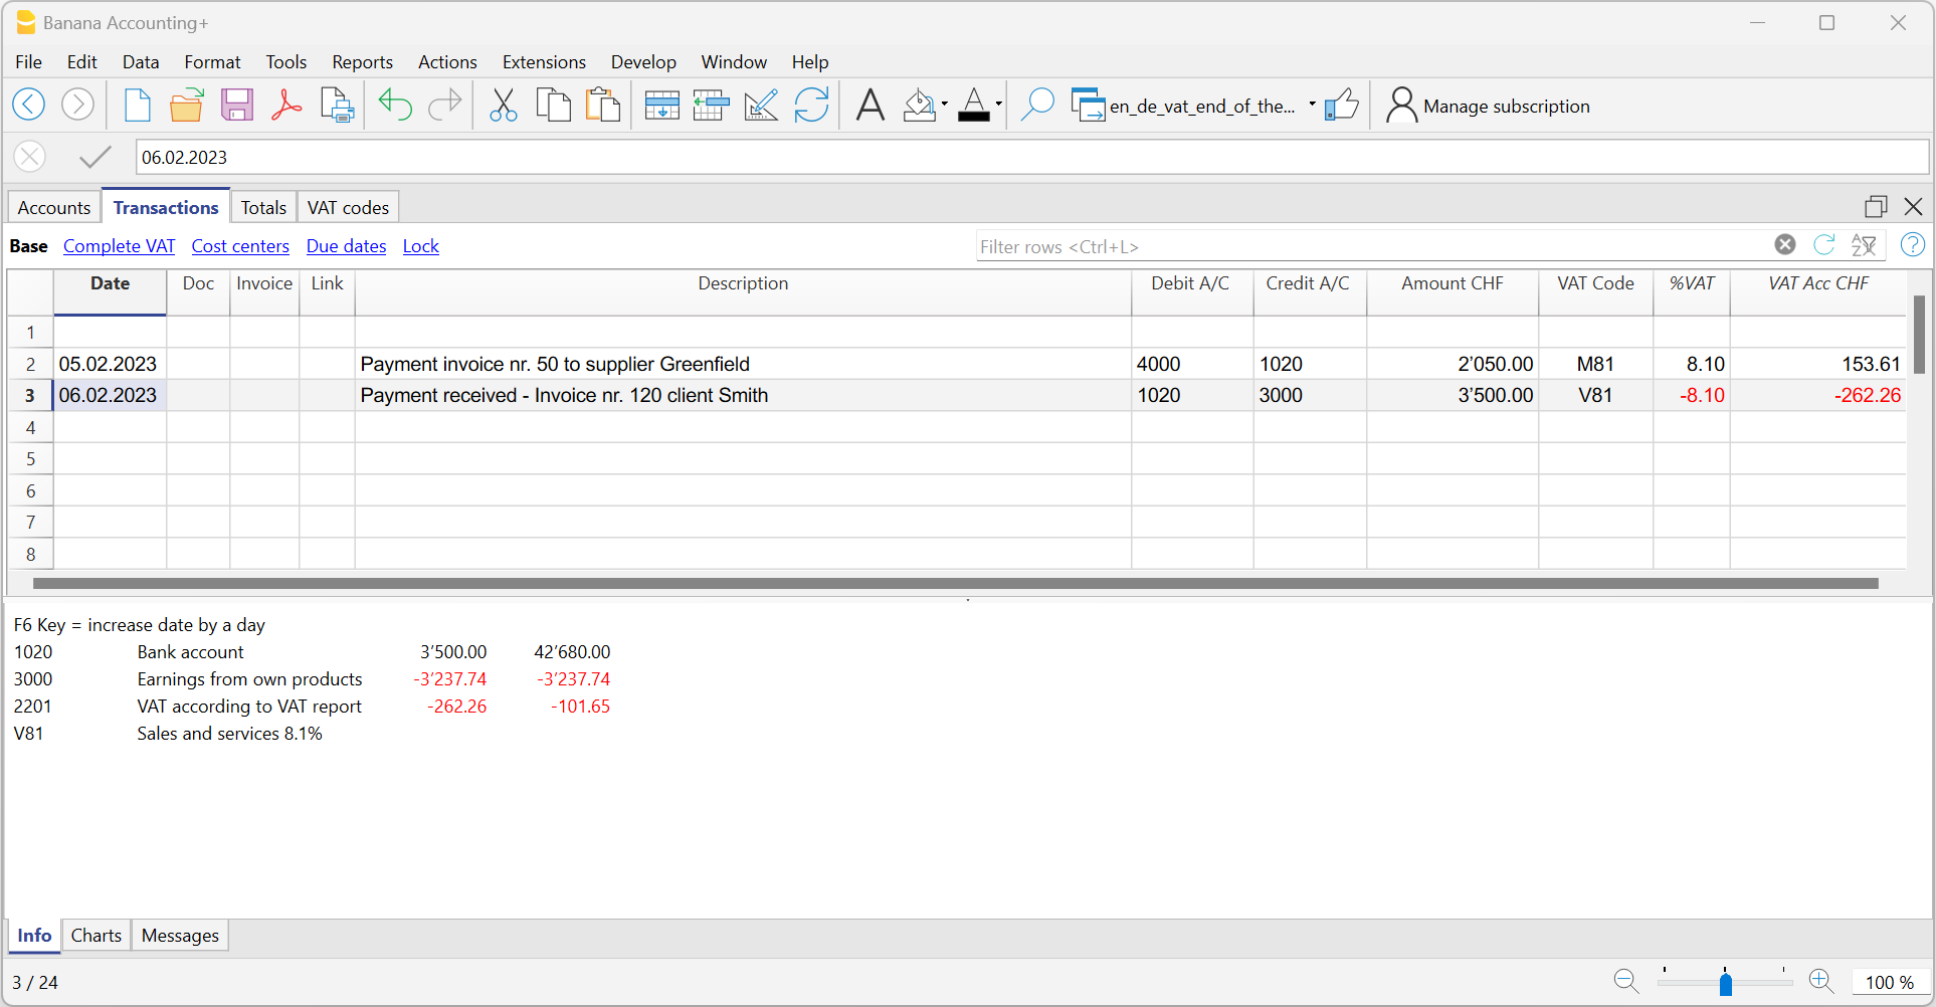 Banana Accounting+
File Edit Data Format Tools Reports Actions Extensions Develop Window Help
en_de_vat_end_of_the... Manage subscription
06.02.2023
Accounts Transactions Totals VAT codes
Base Complete VAT Cost centers Due dates Lock Filter rows <Ctrl+L>
Date Doc Invoice Link Description Debit A/C Credit A/C Amount CHF VAT Code %VAT VAT Acc CHF
1
2 05.02.2023 Payment invoice nr. 50 to supplier Greenfield 4000 1020 2’050.00 M81 8.10 153.61
3 06.02.2023 Payment received - Invoice nr. 120 client Smith 1020 3000 3’500.00 V81 -8.10 -262.26
4
5
6
7
8
F6 Key = increase date by a day
1020 Bank account 3’500.00 42’680.00
3000 Earnings from own products -3’237.74 -3’237.74
2201 VAT according to VAT report -262.26 -101.65
V81 Sales and services 8.1%
Info Charts Messages
3 / 24 100 %